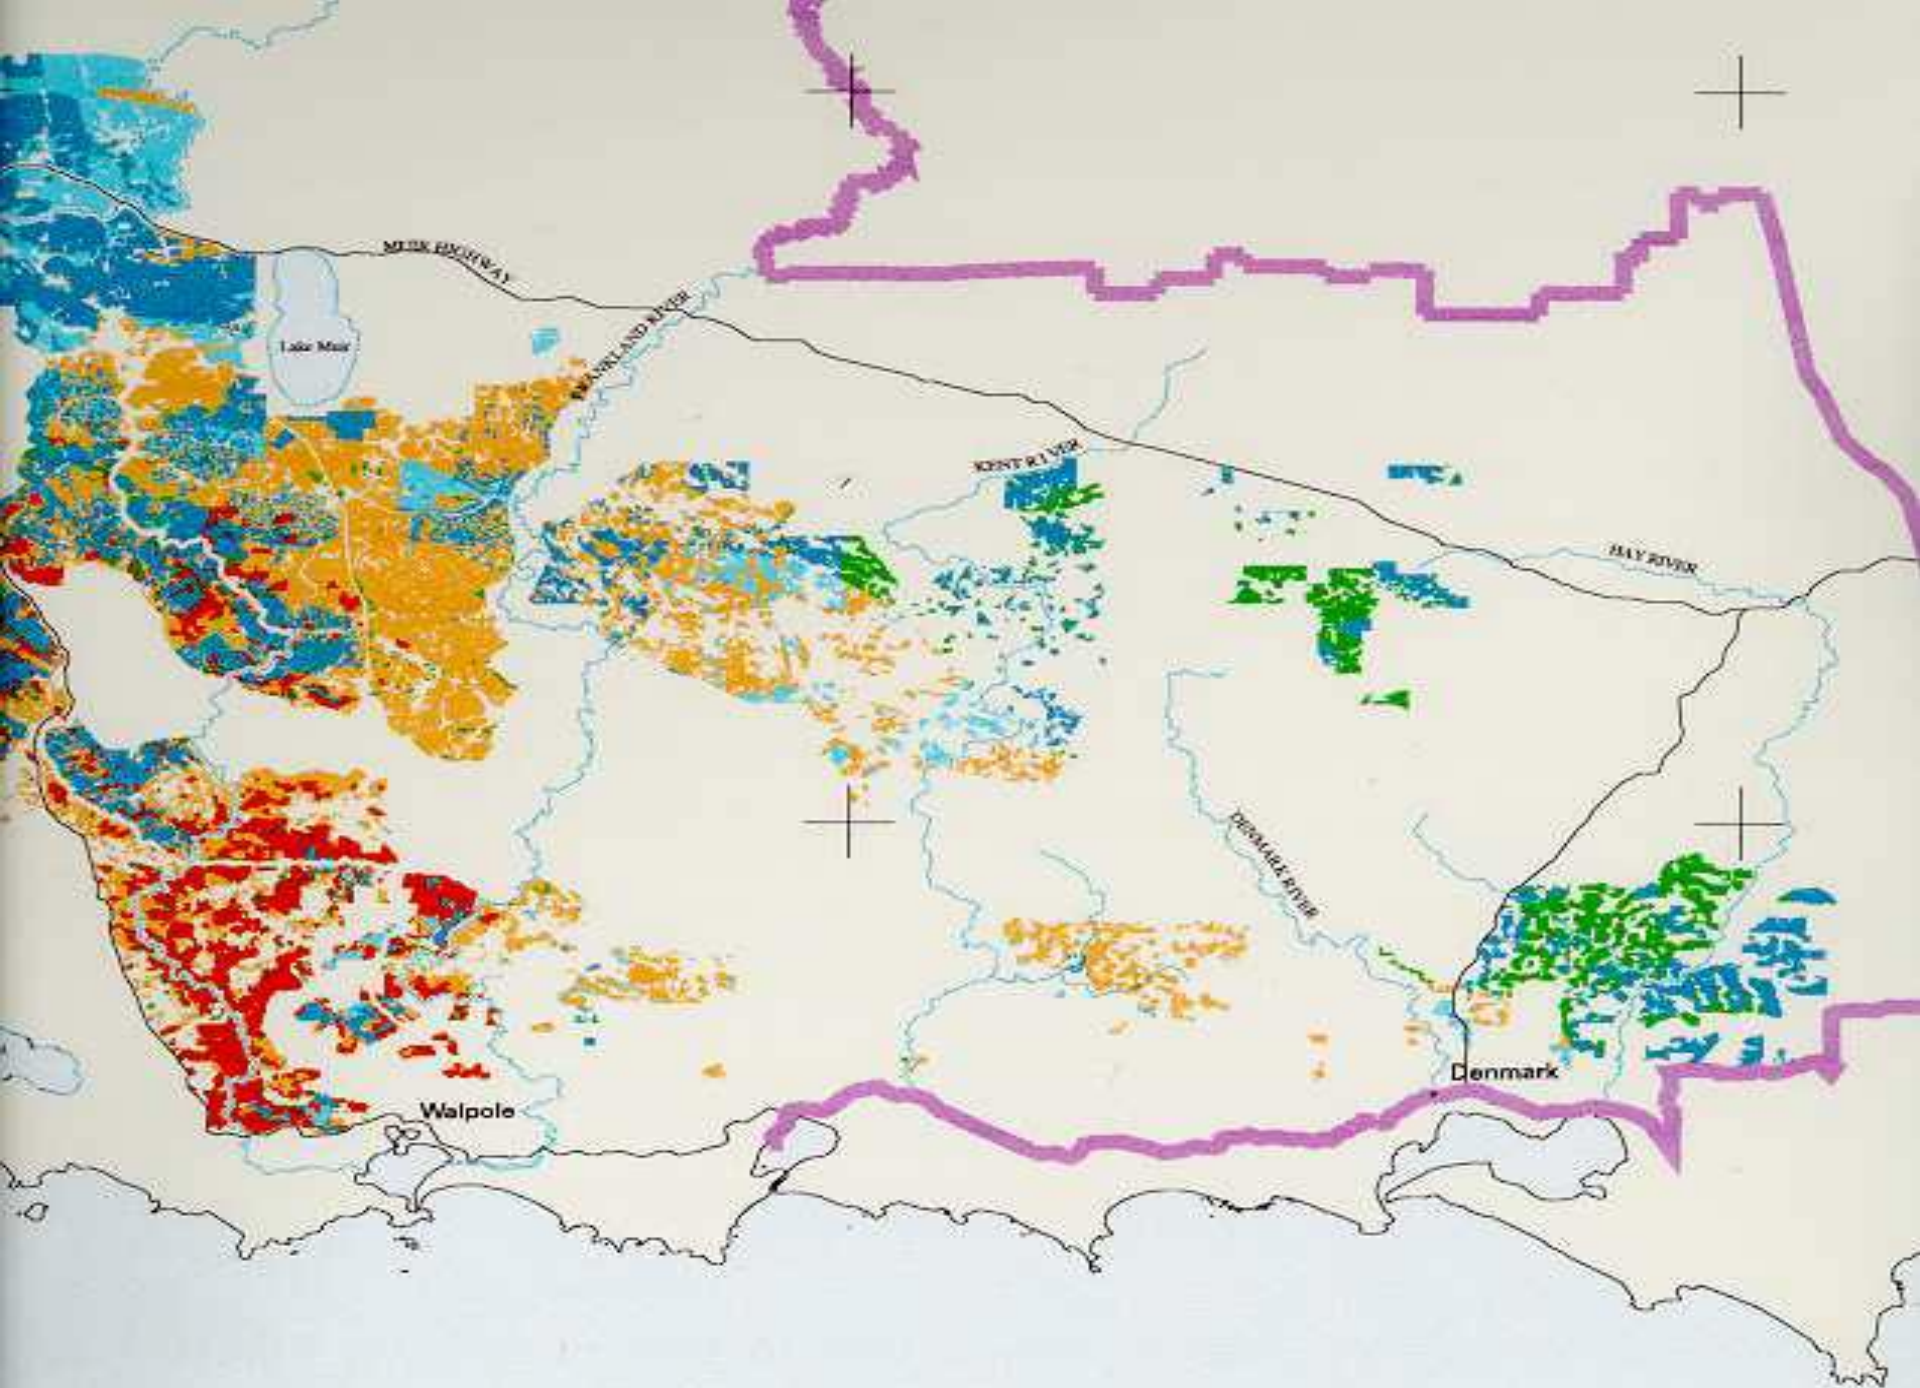 MUIR HIGHWAY
FRANKLAND RIVER
Lake Muir
KENT RIVER
HAY RIVER
DENMARK RIVER
Denmark
Walpole